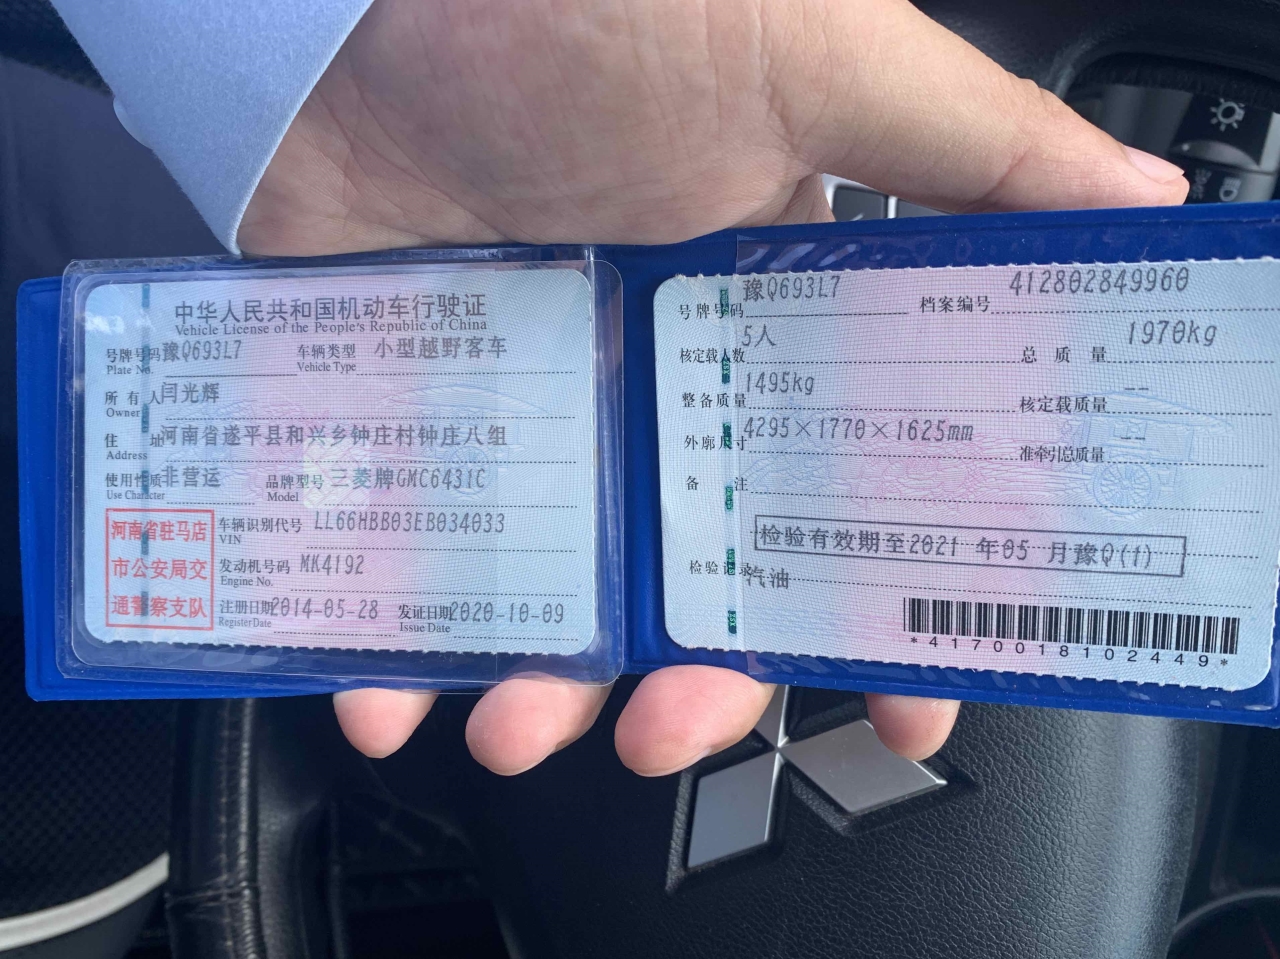 中华人民共和国机动车行驶证
Vehicle License of the People's Republic of China
号牌号码 豫Q693L7 车辆类型 小型越野客车
Plate No. Vehicle Type
所有人 闫光辉
Owner
住址 河南省遂平县和兴乡钟庄村钟庄八组
Address
使用性质 非营运 品牌型号 三菱牌GMC6431C
Use Character Model
河南省驻马店
市公安局交
通警察支队
车辆识别代号 LL66HBB03EB034033
VIN
发动机号码 MK4192
Engine No.
注册日期 2014-05-28 发证日期 2020-10-09
Register Date Issue Date
号牌号码 豫Q693L7 档案编号 412802849960
核定载人数 5人 总质量 1970kg
整备质量 1495kg 核定载质量 --
外廓尺寸 4295×1770×1625mm 准牵引总质量 --
备注
检验有效期至2021 年05 月豫Q(1)
检验记录 汽油
*4170018102449*